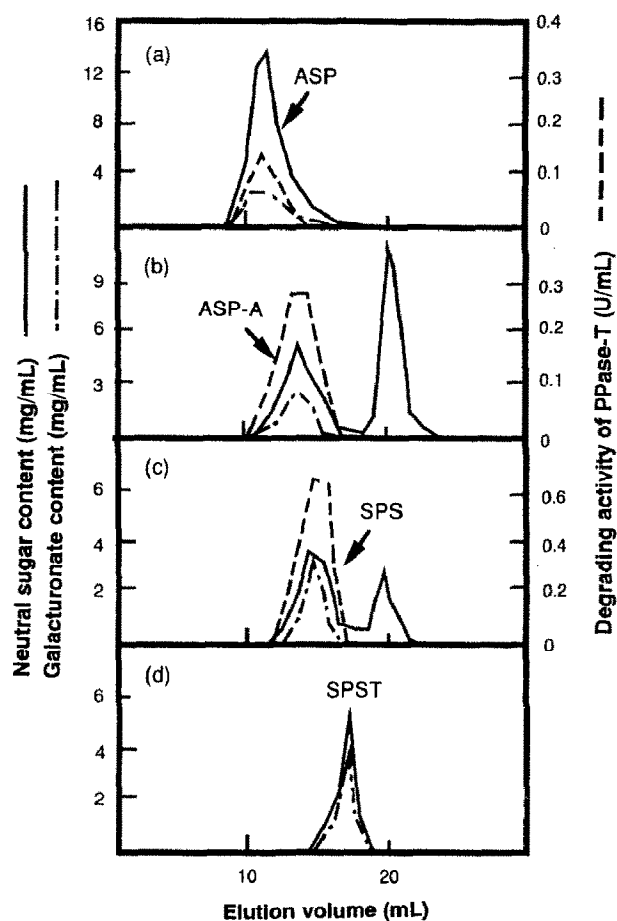 Neutral sugar content (mg/mL)
Galacturonate content (mg/mL)
Degrading activity of PPase-T (U/mL)
(a)
ASP
16
12
8
4
0.4
0.3
0.2
0.1
0
(b)
ASP-A
9
6
3
0.3
0.2
0.1
0
(c)
SPS
6
4
2
0.6
0.4
0.2
0
(d)
SPST
6
4
2
10
20
Elution volume (mL)